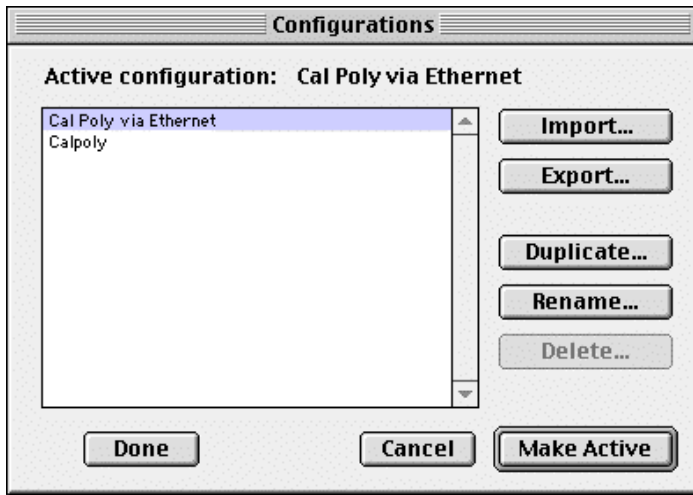 Configurations
Active configuration: Cal Poly via Ethernet
Cal Poly via Ethernet
Calpoly
Import...
Export...
Duplicate...
Rename...
Delete...
Done
Cancel
Make Active